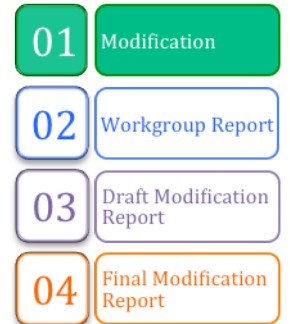 01 Modification
02 Workgroup Report
03 Draft Modification
Report
04 Final Modification
Report